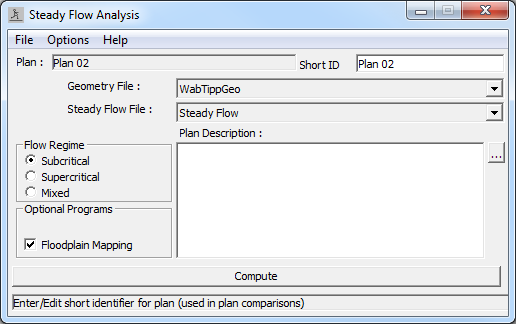 Steady Flow Analysis
File Options Help
Plan : Plan 02 Short ID Plan 02
Geometry File : WabTippGeo
Steady Flow File : Steady Flow
Plan Description :
Flow Regime
Subcritical
Supercritical
Mixed
...
Optional Programs
Floodplain Mapping
Compute
Enter/Edit short identifier for plan (used in plan comparisons)